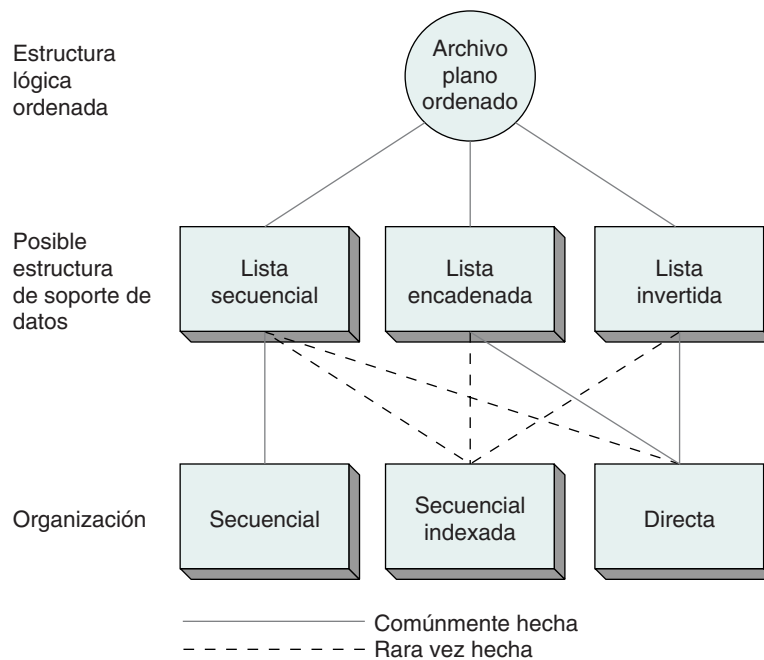 Estructura
lógica
ordenada
Archivo
plano
ordenado
Posible
estructura
de soporte de
datos
Lista
secuencial
Lista
encadenada
Lista
invertida
Organización
Secuencial
Secuencial
indexada
Directa
Comúnmente hecha
Rara vez hecha